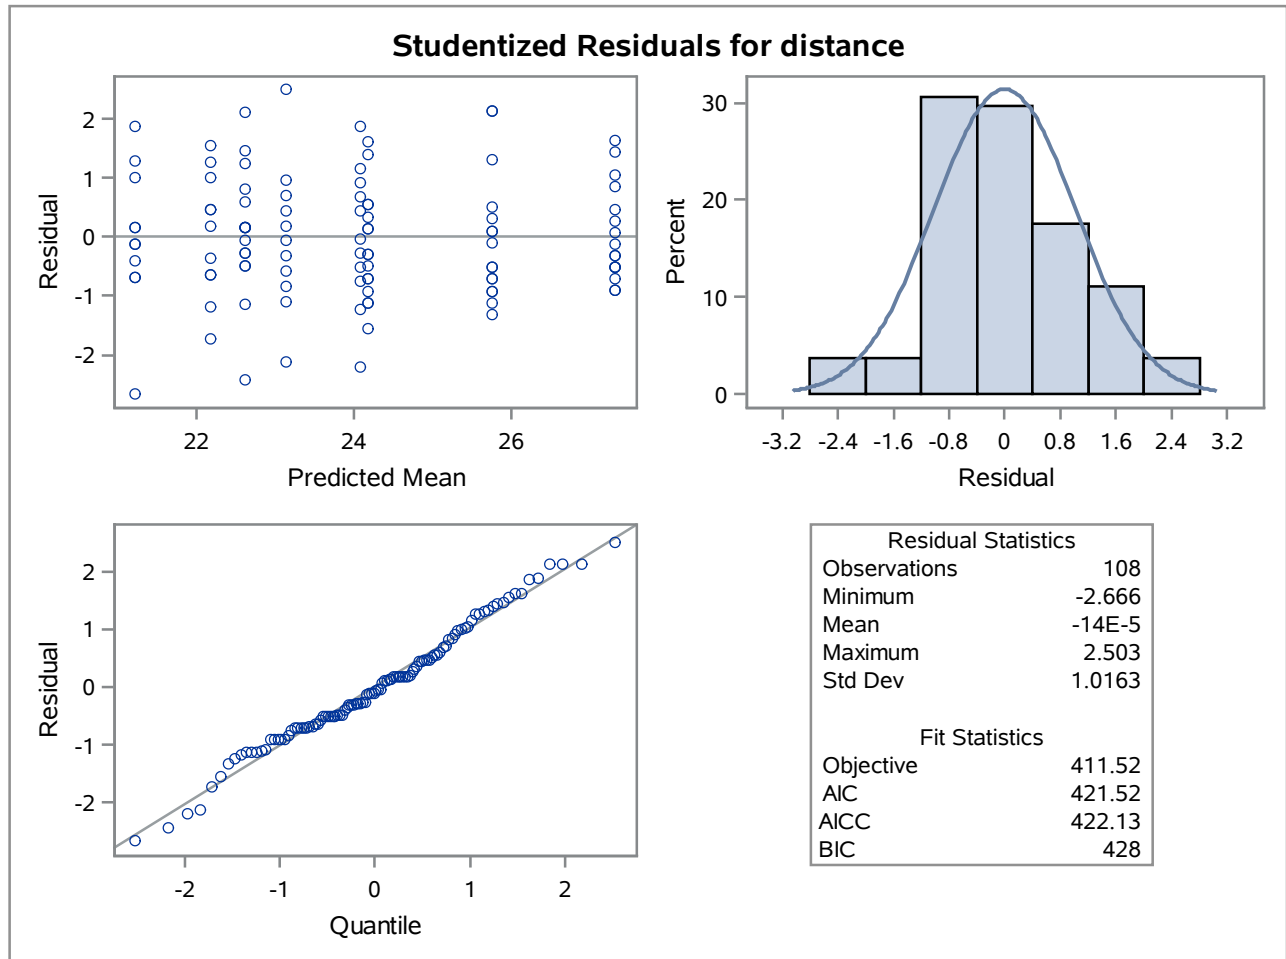 Studentized Residuals for distance
Residual
2
1
0
-1
-2
22 24 26
Predicted Mean
Percent
30
20
10
0
-3.2 -2.4 -1.6 -0.8 0 0.8 1.6 2.4 3.2
Residual
Residual
2
1
0
-1
-2
-2 -1 0 1 2
Quantile
Residual Statistics
Observations 108
Minimum -2.666
Mean -14E-5
Maximum 2.503
Std Dev 1.0163
Fit Statistics
Objective 411.52
AIC 421.52
AICC 422.13
BIC 428